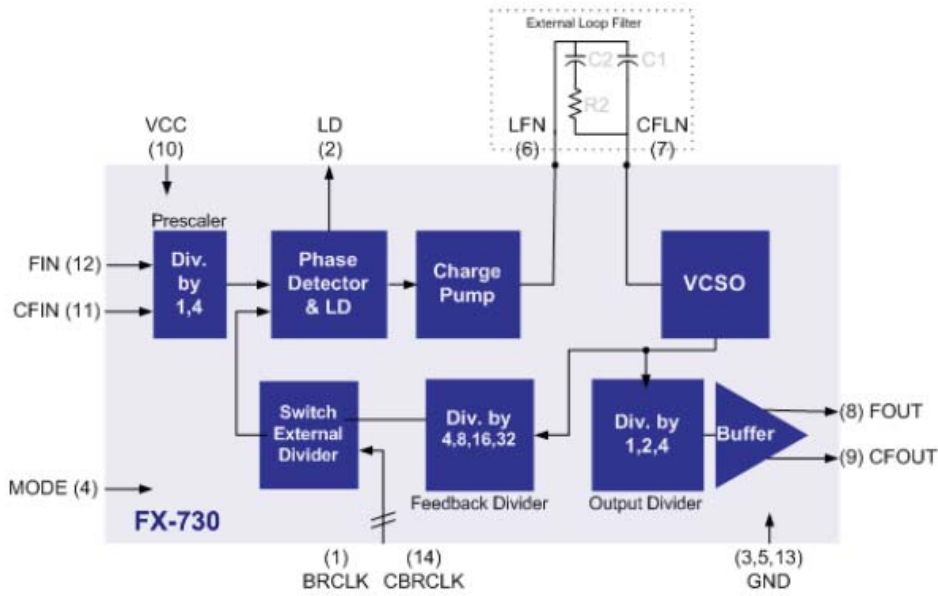 External Loop Filter
C2
C1
R2
VCC
(10)
LD
(2)
LFN
(6)
CFLN
(7)
Prescaler
FIN (12)
CFIN (11)
Div.
by
1,4
Phase
Detector
& LD
Charge
Pump
VCSO
Switch
External
Divider
Div. by
4,8,16,32
Div. by
1,2,4
Buffer
(8) FOUT
(9) CFOUT
MODE (4)
Feedback Divider
Output Divider
FX-730
(1)
BRCLK
(14)
CBRCLK
(3,5,13)
GND